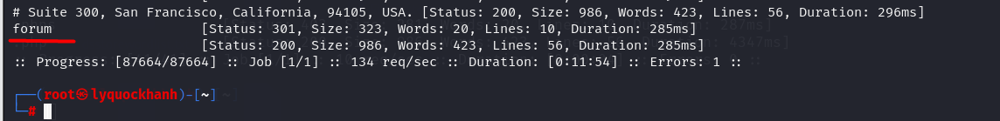 # Suite 300, San Francisco, California, 94105, USA. [Status: 200, Size: 986, Words: 423, Lines: 56, Duration: 296ms]
forum [Status: 301, Size: 323, Words: 20, Lines: 10, Duration: 285ms]
[Status: 200, Size: 986, Words: 423, Lines: 56, Duration: 285ms]
:: Progress: [87664/87664] :: Job [1/1] :: 134 req/sec :: Duration: [0:11:54] :: Errors: 1 ::
┌──(root㉿lyquockhanh)-[~]
└─#